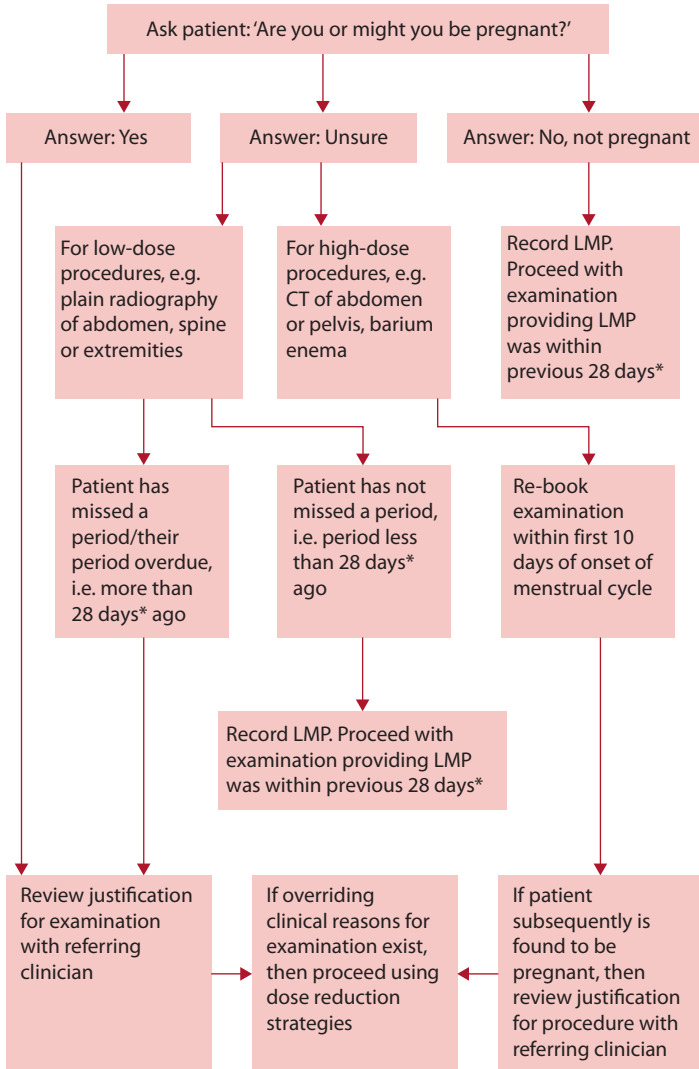 Ask patient: ‘Are you or might you be pregnant?’
Answer: Yes
Answer: Unsure
Answer: No, not pregnant
For low-dose
procedures, e.g.
plain radiography
of abdomen, spine
or extremities
For high-dose
procedures, e.g.
CT of abdomen
or pelvis, barium
enema
Record LMP.
Proceed with
examination
providing LMP
was within
previous 28 days*
Patient has
missed a
period/their
period overdue,
i.e. more than
28 days* ago
Patient has not
missed a period,
i.e. period less
than 28 days*
ago
Re-book
examination
within first 10
days of onset of
menstrual cycle
Record LMP. Proceed with
examination providing LMP
was within previous 28 days*
Review justification
for examination
with referring
clinician
If overriding
clinical reasons for
examination exist,
then proceed using
dose reduction
strategies
If patient
subsequently is
found to be
pregnant, then
review justification
for procedure with
referring clinician